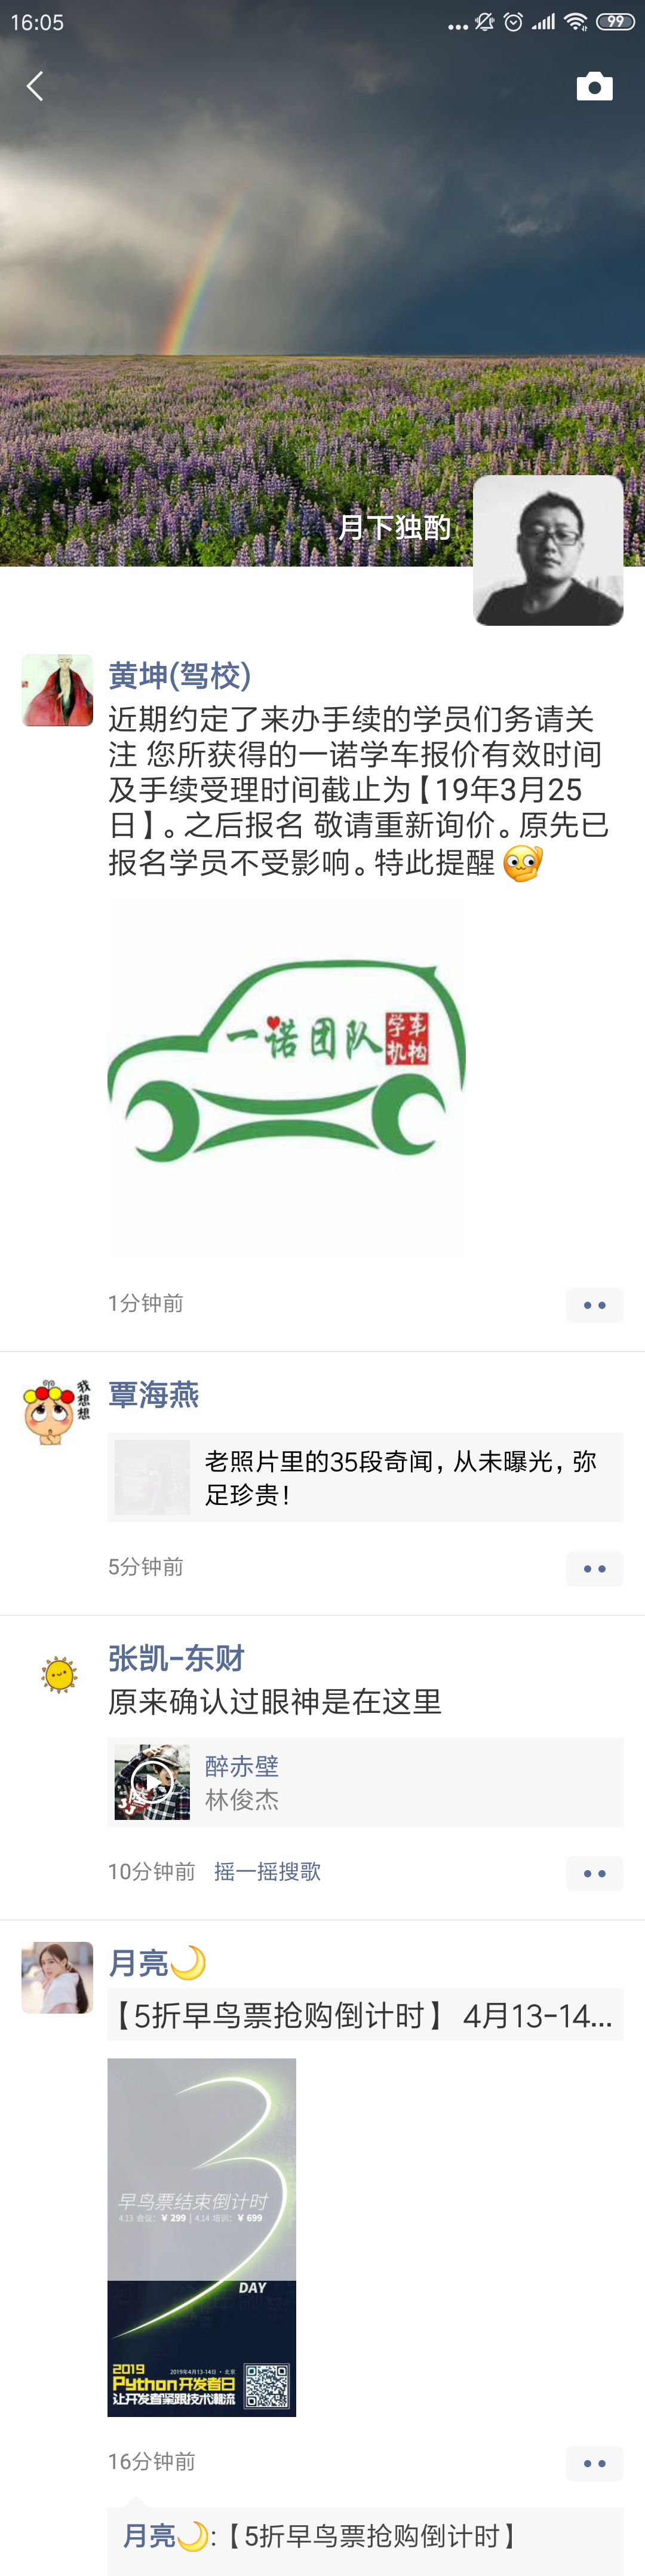 16:05
99
月下独酌
黄坤(驾校)
近期约定了来办手续的学员们务请关
注 您所获得的一诺学车报价有效时间
及手续受理时间截止为【19年3月25
日】。之后报名 敬请重新询价。原先已
报名学员不受影响。特此提醒
一诺团队 学车
机构
1分钟前
我想想
覃海燕
老照片里的35段奇闻，从未曝光，弥
足珍贵！
5分钟前
张凯-东财
原来确认过眼神是在这里
醉赤壁
林俊杰
10分钟前 摇一摇搜歌
月亮🌙
【5折早鸟票抢购倒计时】 4月13-14...
早鸟票结束倒计时
4.13 会议：¥ 299 | 4.14 培训：¥ 699
DAY
2019 2019年4月13-14日 · 北京
Python开发者日
让开发者紧跟技术潮流
16分钟前
月亮🌙:【5折早鸟票抢购倒计时】